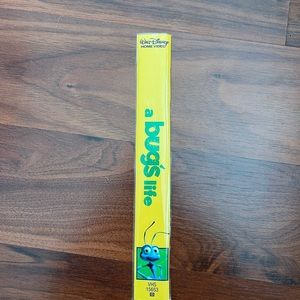 Walt Disney
HOME VIDEO
a bug's life
VHS
15653